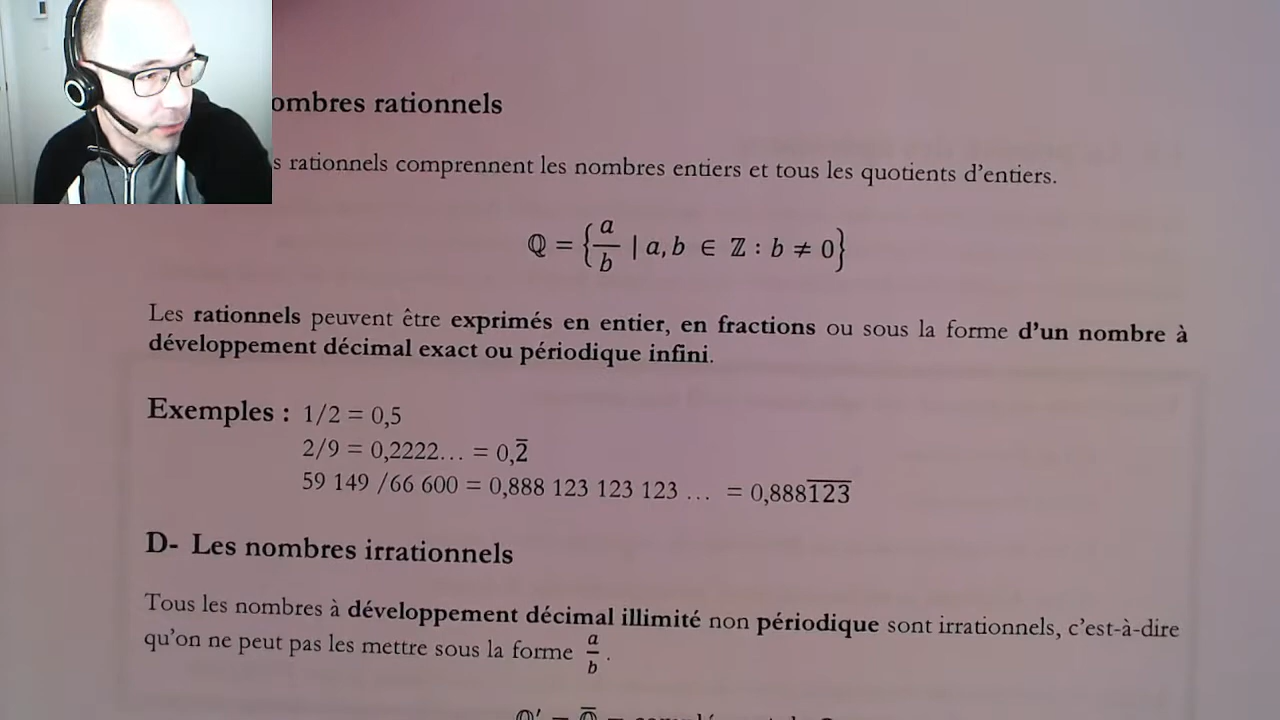 ombres rationnels
s rationnels comprennent les nombres entiers et tous les quotients d'entiers.
ℚ = {a/b | a, b ∈ ℤ : b ≠ 0}
Les rationnels peuvent être exprimés en entier, en fractions ou sous la forme d'un nombre à
développement décimal exact ou périodique infini.
Exemples : 1/2 = 0,5
2/9 = 0,2222… = 0,2̅
59 149 /66 600 = 0,888 123 123 123 … = 0,8881̅2̅3̅
D- Les nombres irrationnels
Tous les nombres à développement décimal illimité non périodique sont irrationnels, c'est-à-dire
qu'on ne peut pas les mettre sous la forme a/b .